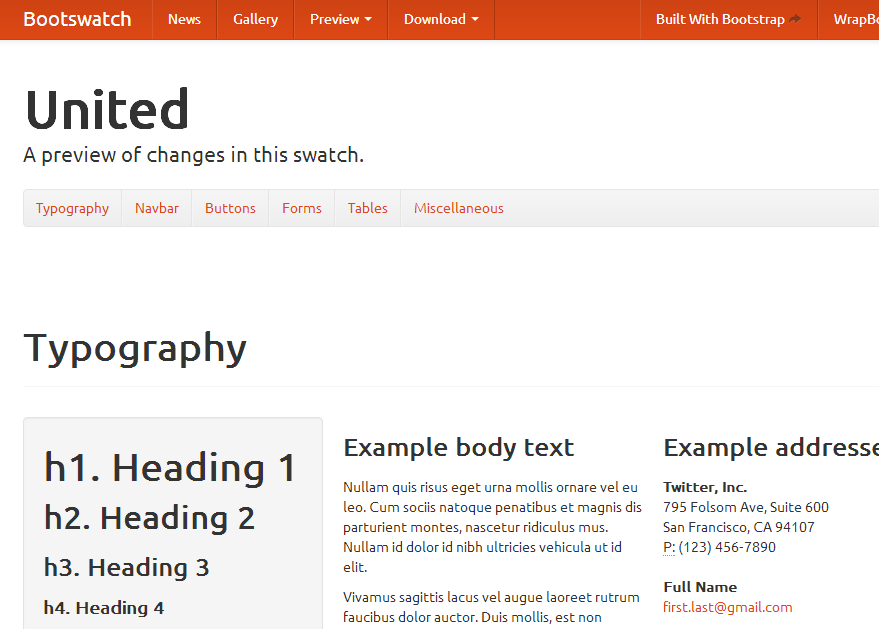 Bootswatch News Gallery Preview Download Built With Bootstrap WrapBo
United
A preview of changes in this swatch.
Typography Navbar Buttons Forms Tables Miscellaneous
Typography
h1. Heading 1
h2. Heading 2
h3. Heading 3
h4. Heading 4
Example body text
Nullam quis risus eget urna mollis ornare vel eu
leo. Cum sociis natoque penatibus et magnis dis
parturient montes, nascetur ridiculus mus.
Nullam id dolor id nibh ultricies vehicula ut id
elit.
Vivamus sagittis lacus vel augue laoreet rutrum
faucibus dolor auctor. Duis mollis, est non
Example addresse
Twitter, Inc.
795 Folsom Ave, Suite 600
San Francisco, CA 94107
P: (123) 456-7890
Full Name
first.last@gmail.com